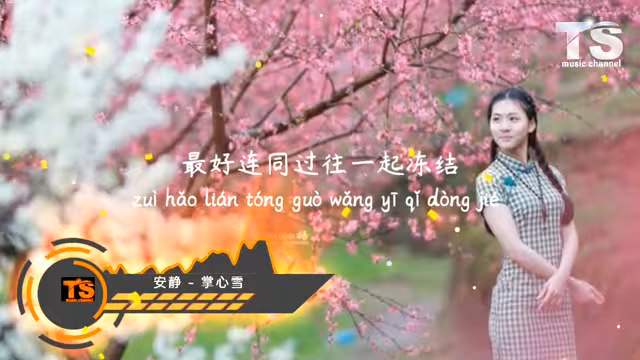 TS
music channel
最好连同过往一起冻结
zuì hǎo lián tóng guò wǎng yī qǐ dòng jié
TS
安静 - 掌心雪